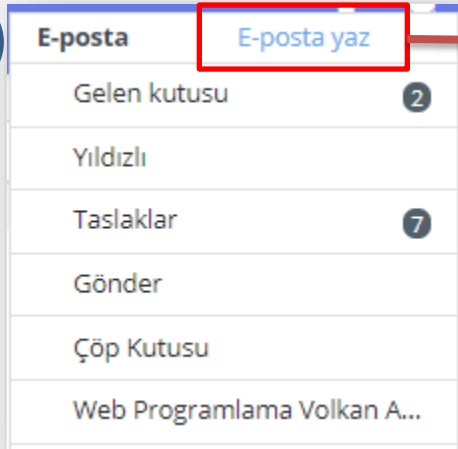 E-posta E-posta yaz
Gelen kutusu 2
Yıldızlı
Taslaklar 7
Gönder
Çöp Kutusu
Web Programlama Volkan A...